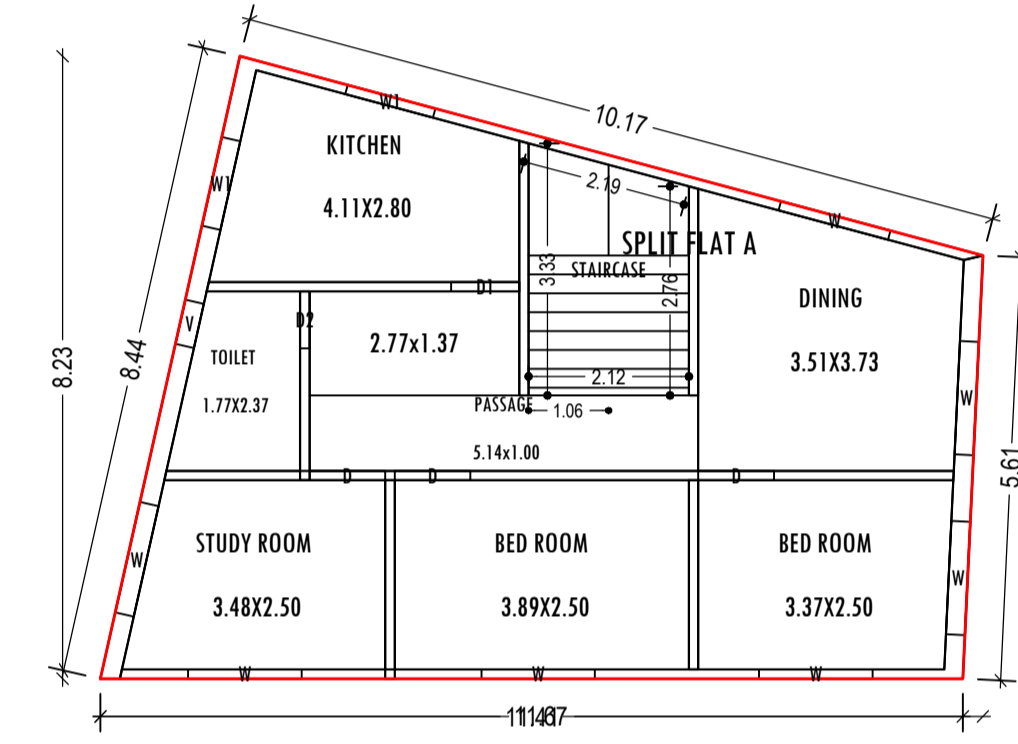 10.17
W1
KITCHEN
4.11X2.80
W1
2.19
W
SPLIT FLAT A
3.33
STAIRCASE
2.76
D1
DINING
3.51X3.73
8.23
8.44
V
D2
2.77x1.37
TOILET
1.77X2.37
2.12
PASSAGE
1.06
W
5.14x1.00
5.61
D
D
D
STUDY ROOM
3.48X2.50
BED ROOM
3.89X2.50
BED ROOM
3.37X2.50
W
W
W
W
W